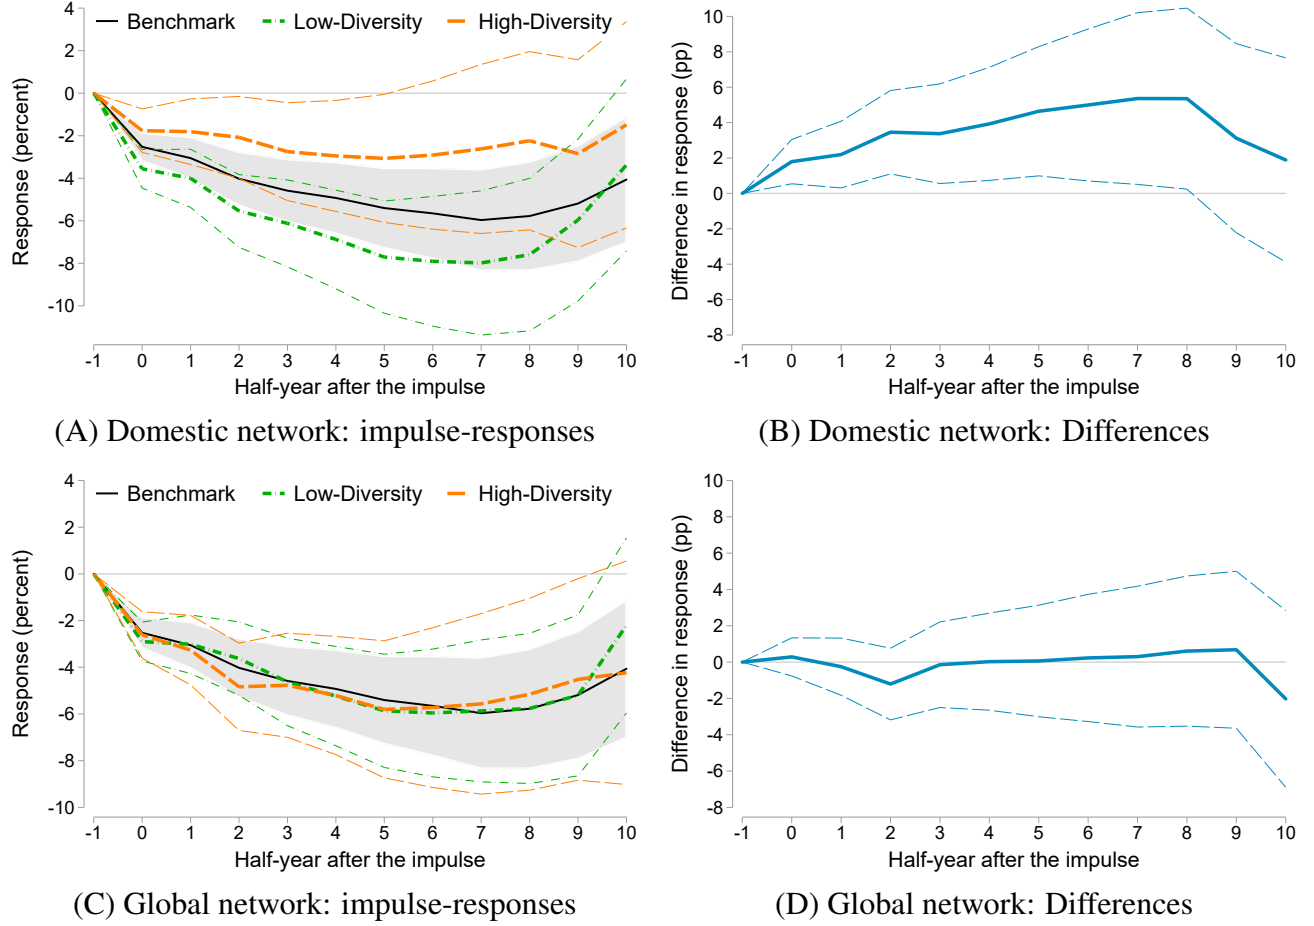 4
2
0
-2
-4
-6
-8
-10
Response (percent)
Benchmark Low-Diversity High-Diversity
-1 0 1 2 3 4 5 6 7 8 9 10
Half-year after the impulse
(A) Domestic network: impulse-responses
10
8
6
4
2
0
-2
-4
-6
-8
Difference in response (pp)
-1 0 1 2 3 4 5 6 7 8 9 10
Half-year after the impulse
(B) Domestic network: Differences
4
2
0
-2
-4
-6
-8
-10
Response (percent)
Benchmark Low-Diversity High-Diversity
-1 0 1 2 3 4 5 6 7 8 9 10
Half-year after the impulse
(C) Global network: impulse-responses
10
8
6
4
2
0
-2
-4
-6
-8
Difference in response (pp)
-1 0 1 2 3 4 5 6 7 8 9 10
Half-year after the impulse
(D) Global network: Differences